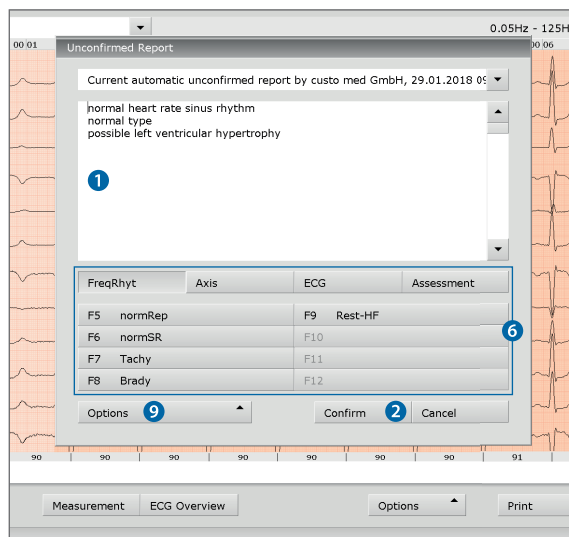 0.05Hz - 125H
00 01
00 06
Unconfirmed Report
Current automatic unconfirmed report by custo med GmbH, 29.01.2018 09
normal heart rate sinus rhythm
normal type
possible left ventricular hypertrophy
1
FreqRhyt Axis ECG Assessment
F5 normRep F9 Rest-HF
F6 normSR F10
F7 Tachy F11
F8 Brady F12
6
Options 9 Confirm 2 Cancel
90 90 90 90 90 90 90 91
Measurement ECG Overview Options Print